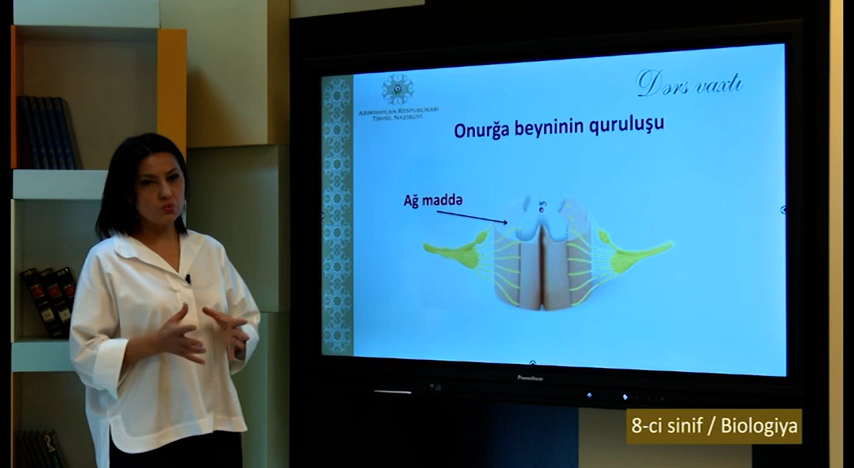 Dərs vaxtı
AZƏRBAYCAN RESPUBLİKASI
TƏHSİL NAZİRLİYİ
Onurğa beyninin quruluşu
Ağ maddə
Promethean
8-ci sinif / Biologiya